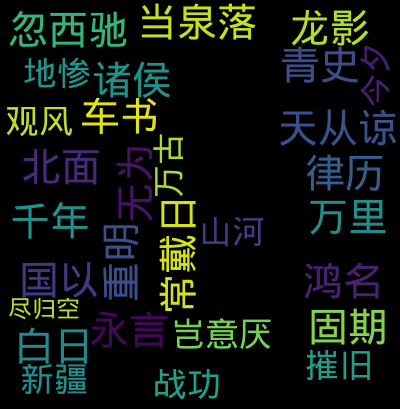 忽西驰
当泉落
龙影
地惨
诸侯
青史
今夕
观风
车书
天从谅
北面
无为
万古
律历
千年
常戴日
山河
万里
国以
重明
鸿名
尽归空
永言
岂意厌
固期
白日
新疆
战功
摧旧